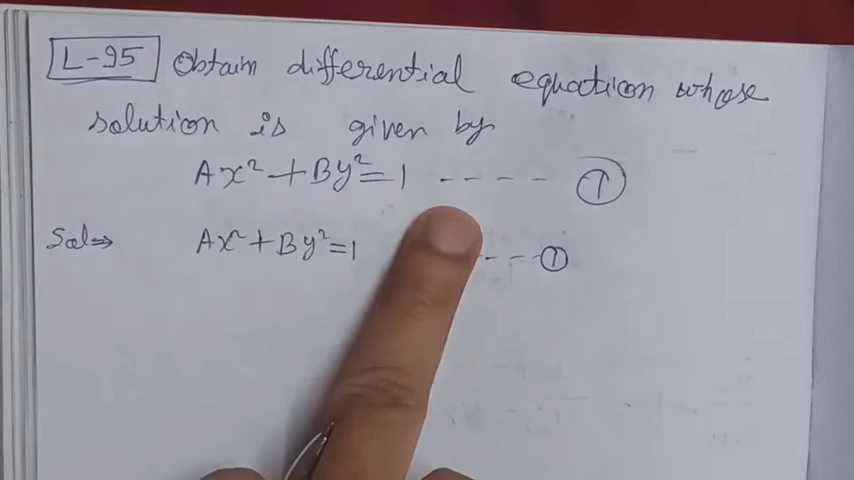 L-95 Obtain differential equation whose
solution is given by
Ax² + By² = 1 ---- ①
Sol⇒ Ax² + By² = 1 ---①